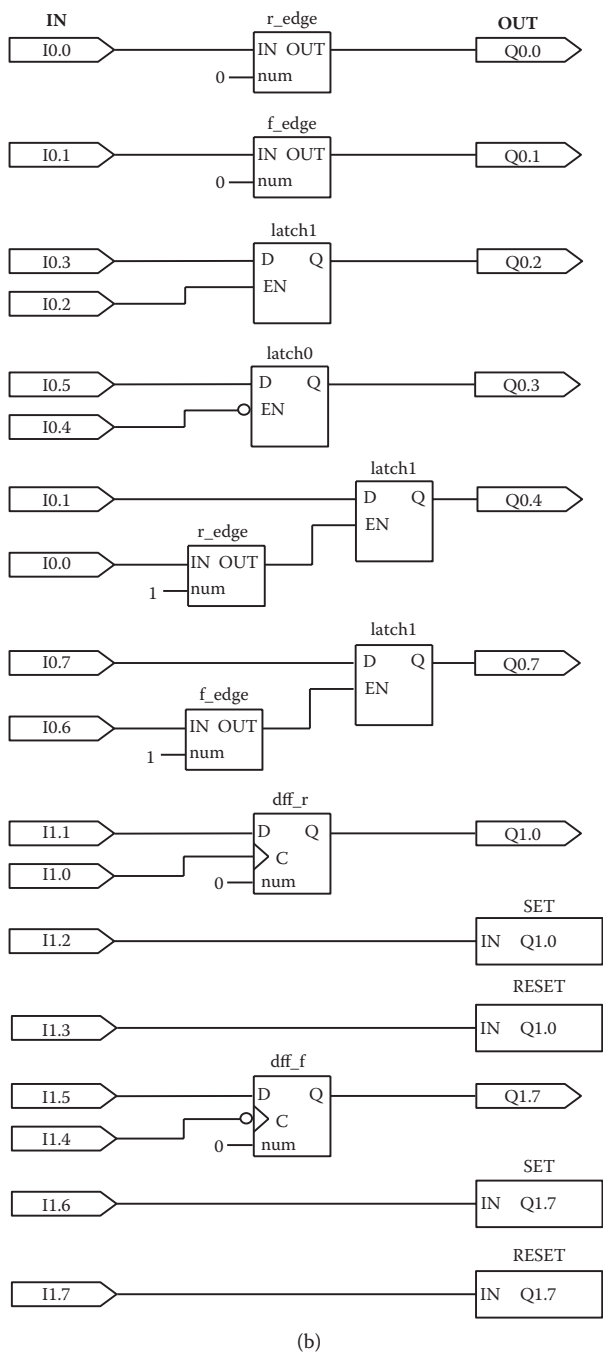 IN
r_edge
OUT
I0.0
IN OUT
Q0.0
0
num
f_edge
I0.1
IN OUT
Q0.1
0
num
latch1
I0.3
D Q
Q0.2
I0.2
EN
latch0
I0.5
D Q
Q0.3
I0.4
EN
latch1
I0.1
D Q
Q0.4
EN
r_edge
I0.0
IN OUT
1
num
latch1
I0.7
D Q
Q0.7
EN
f_edge
I0.6
IN OUT
1
num
dff_r
I1.1
D Q
Q1.0
I1.0
C
0
num
SET
I1.2
IN Q1.0
RESET
I1.3
IN Q1.0
dff_f
I1.5
D Q
Q1.7
I1.4
C
0
num
SET
I1.6
IN Q1.7
RESET
I1.7
IN Q1.7
(b)